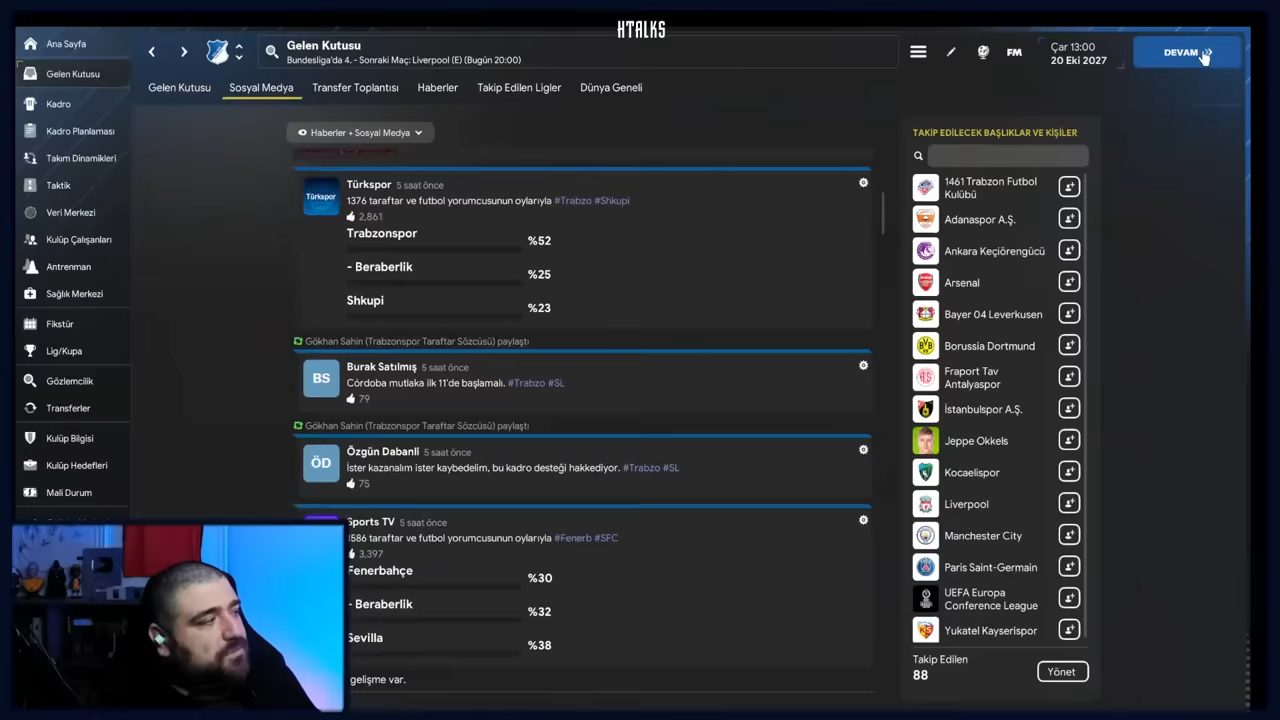 HTALKS
Ana Sayfa
Gelen Kutusu
Kadro
Kadro Planlaması
Takım Dinamikleri
Taktik
Veri Merkezi
Kulüp Çalışanları
Antrenman
Sağlık Merkezi
Fikstür
Lig/Kupa
Gözlemcilik
Transferler
Kulüp Bilgisi
Kulüp Hedefleri
Mali Durum
Gelen Kutusu
Bundesliga'da 4. - Sonraki Maç: Liverpool (E) (Bugün 20:00)
FM
Çar 13:00
20 Eki 2027
DEVAM
Gelen Kutusu
Sosyal Medya
Transfer Toplantısı
Haberler
Takip Edilen Ligler
Dünya Geneli
Haberler + Sosyal Medya
Türkspor
Türkspor 5 saat önce
1376 taraftar ve futbol yorumcusunun oylarıyla #Trabzo #Shkupi
2,861
Trabzonspor
%52
- Beraberlik
%25
Shkupi
%23
Gökhan Sahin (Trabzonspor Taraftar Sözcüsü) paylaştı
BS
Burak Satılmış 5 saat önce
Córdoba mutlaka ilk 11'de başlamalı. #Trabzo #SL
79
Gökhan Sahin (Trabzonspor Taraftar Sözcüsü) paylaştı
ÖD
Özgün Dabanli 5 saat önce
İster kazanalım ister kaybedelim, bu kadro desteği hakkediyor. #Trabzo #SL
75
Sports TV 5 saat önce
1586 taraftar ve futbol yorumcusunun oylarıyla #Fenerb #SFC
3,397
Fenerbahçe
%30
- Beraberlik
%32
Sevilla
%38
gelişme var.
TAKİP EDİLECEK BAŞLIKLAR VE KİŞİLER
1461 Trabzon Futbol
Kulübü
Adanaspor A.Ş.
Ankara Keçiörengücü
Arsenal
Bayer 04 Leverkusen
Borussia Dortmund
Fraport Tav
Antalyaspor
İstanbulspor A.Ş.
Jeppe Okkels
Kocaelispor
Liverpool
Manchester City
Paris Saint-Germain
UEFA Europa
Conference League
Yukatel Kayserispor
Takip Edilen
88
Yönet